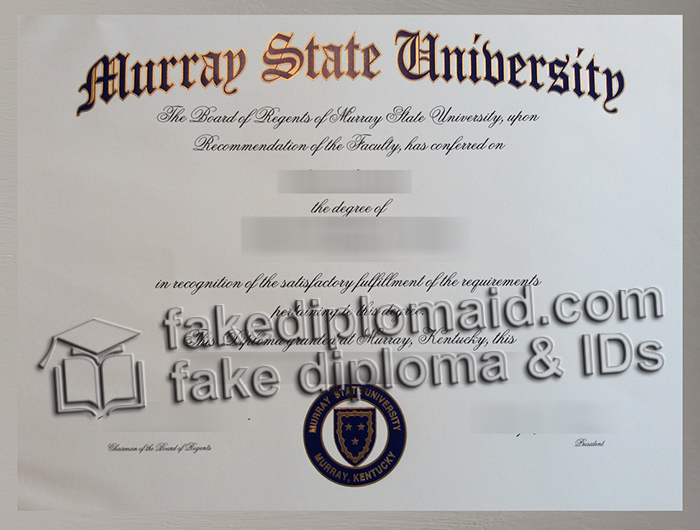 Murray State University
The Board of Regents of Murray State University, upon
Recommendation of the Faculty, has conferred on
the degree of
in recognition of the satisfactory fulfillment of the requirements
pertaining to this degree.
fakediplomaid.com
This Diploma granted at Murray, Kentucky, this
fake diploma & IDs
MURRAY STATE UNIVERSITY
MURRAY, KENTUCKY
Chairman of the Board of Regents
President